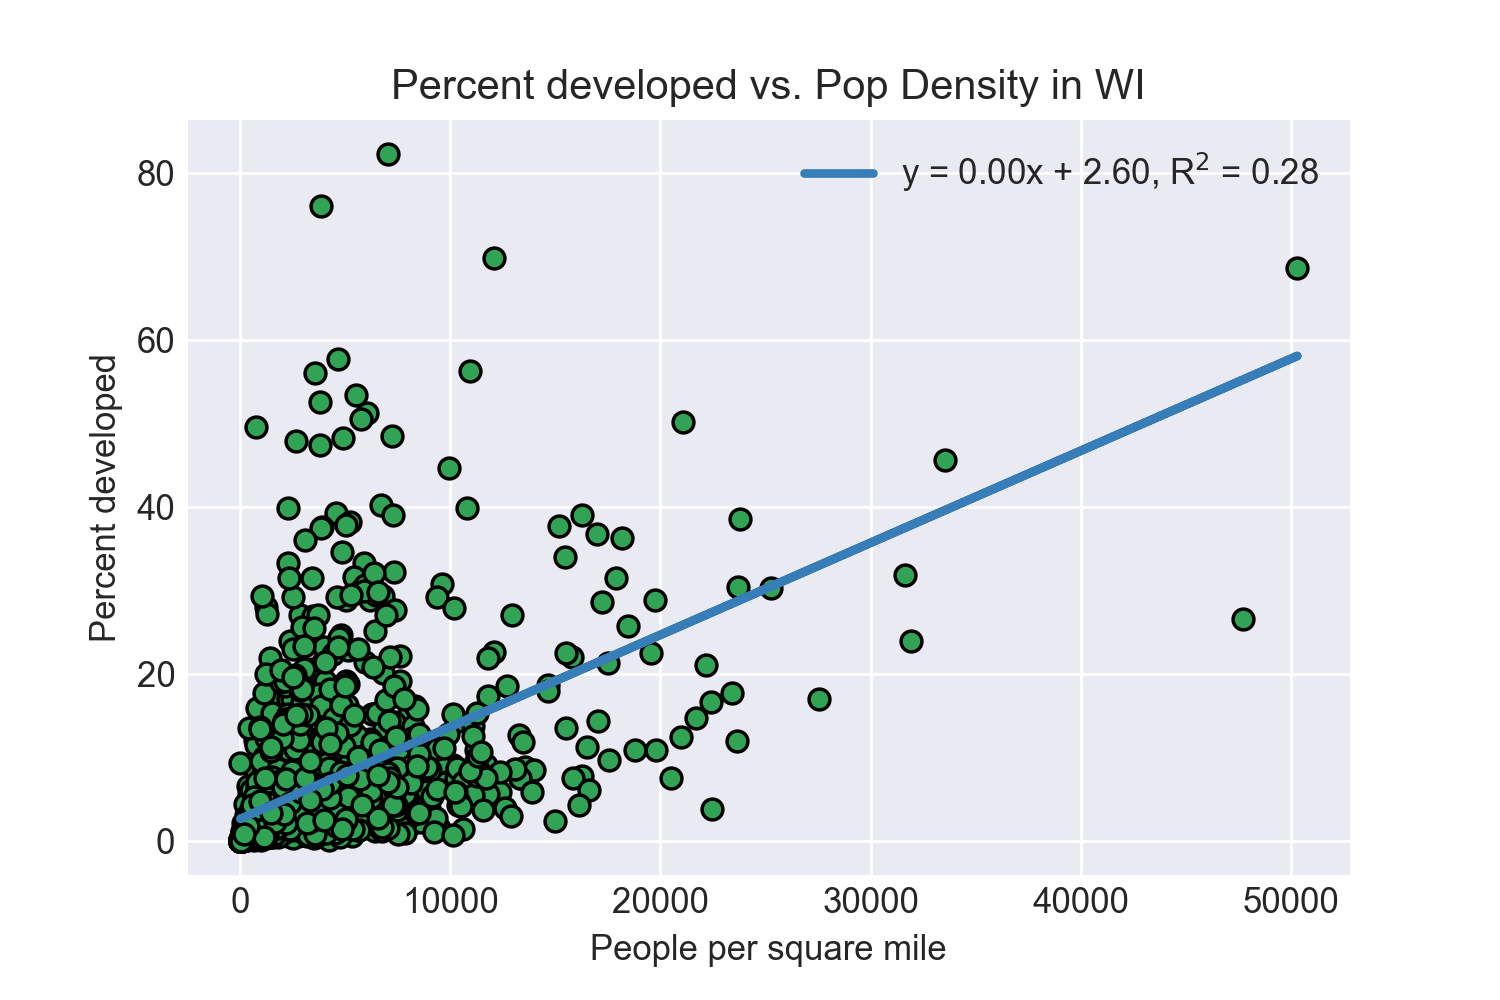 Percent developed vs. Pop Density in WI
y = 0.00x + 2.60, R² = 0.28
Percent developed
80
60
40
20
0
0 10000 20000 30000 40000 50000
People per square mile